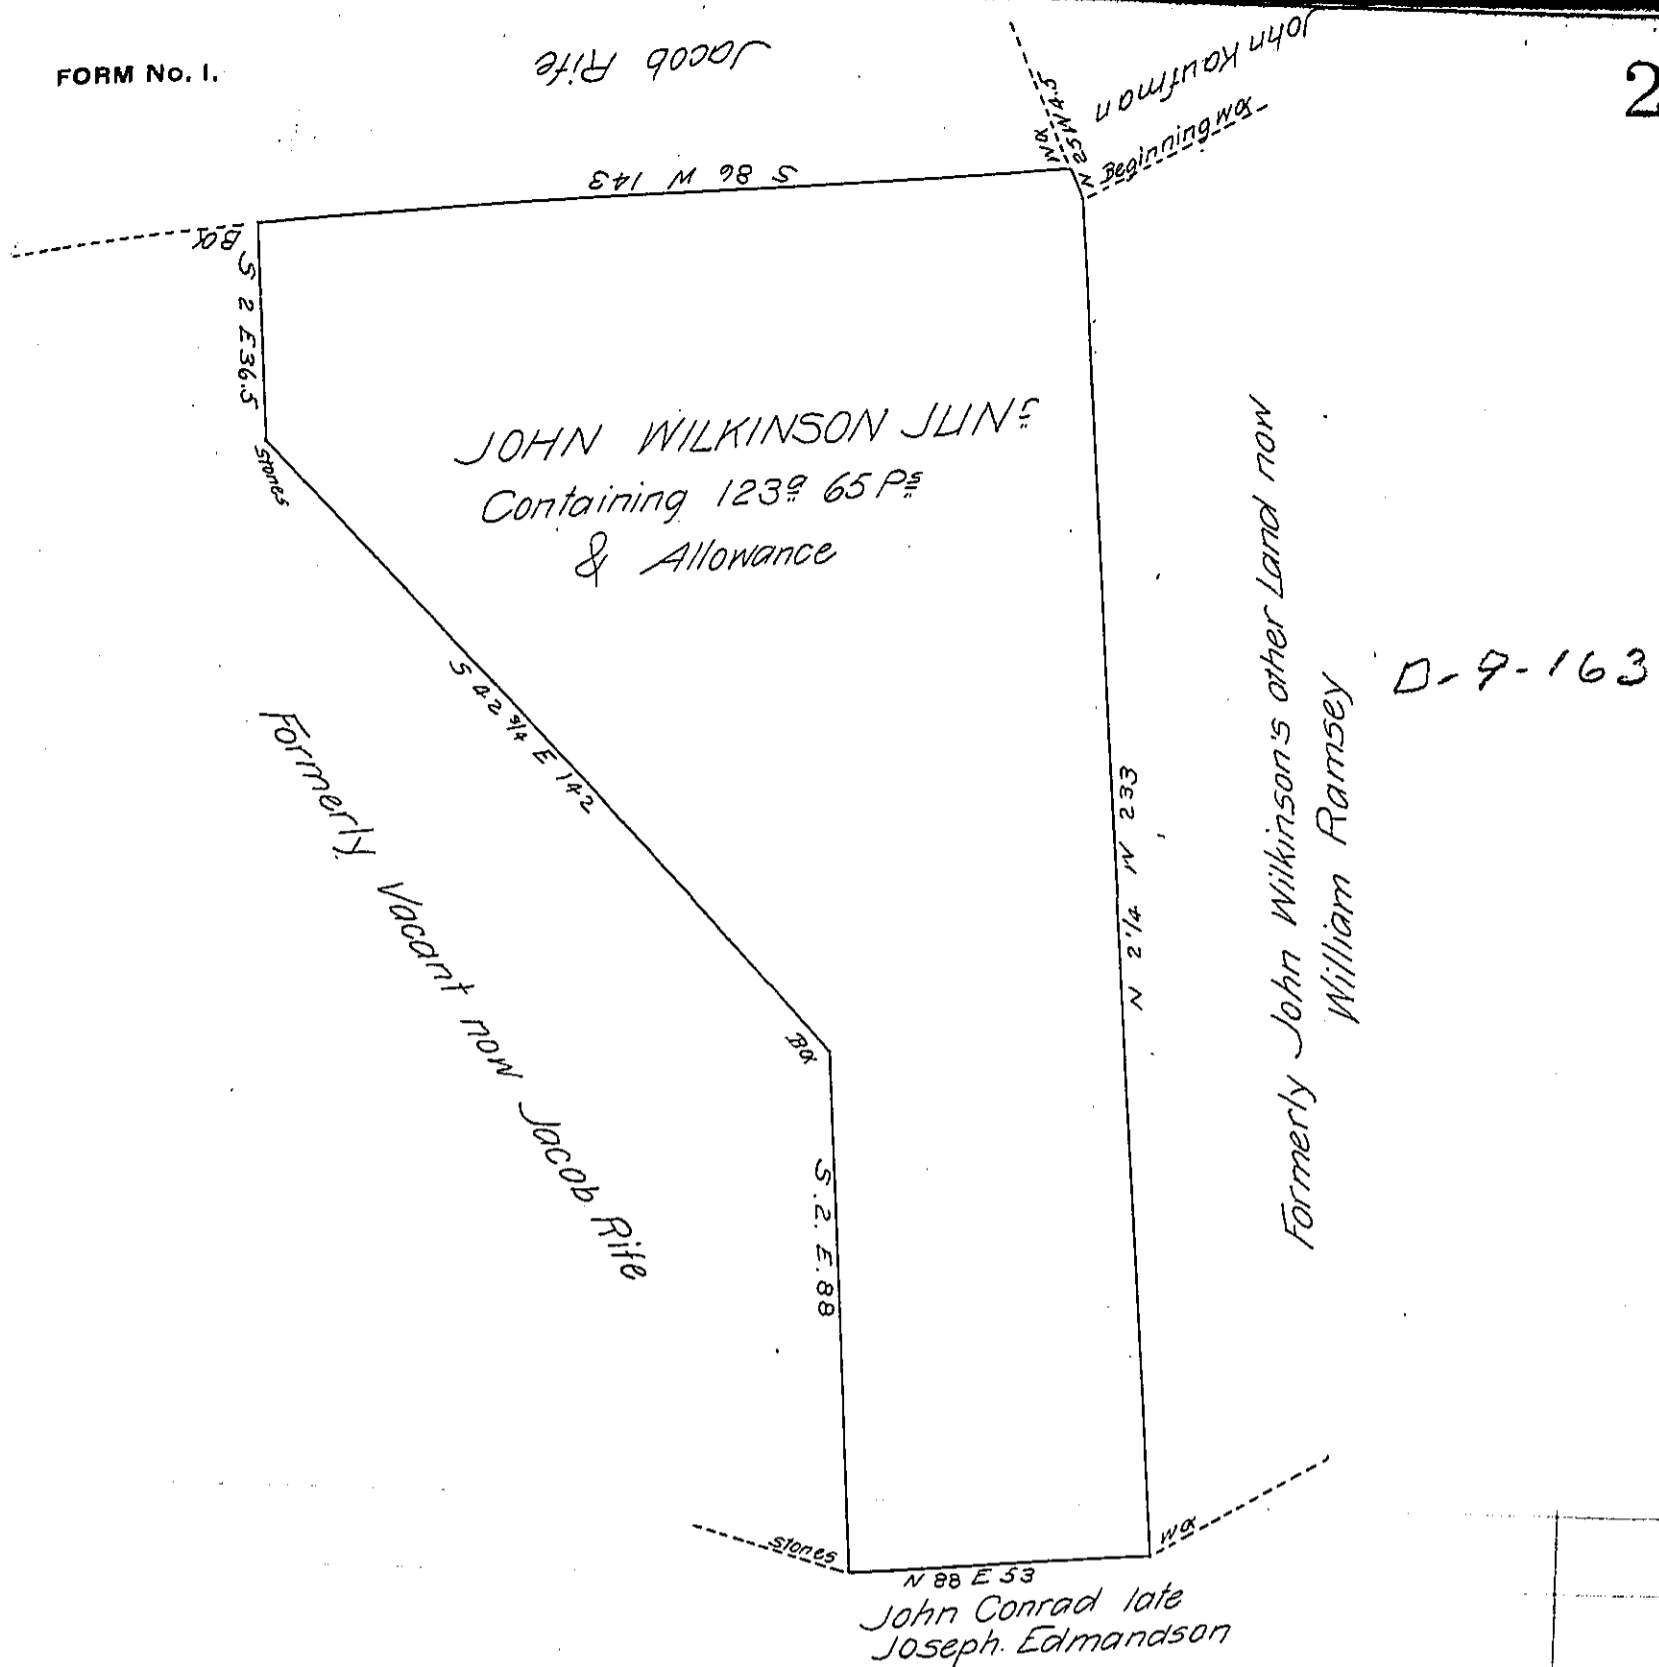 FORM No. 1.
Jacob Rife
John Kaufman
2
N 25 W 4.5
Wo
Beginning wo
S 86 W 143
Bo
S 2 E 36.5
Stones
JOHN WILKINSON JUNr
Containing 123a 65 Ps
& Allowance
S 42 3/4 E 142
Formerly Vacant now Jacob Rife
Bo
S. 2. E. 88
N 2 1/4 W 233
Formerly John Wilkinson's other Land now
William Ramsey
D-9-163
stones
wo
N 88 E 53
John Conrad late
Joseph. Edmandson